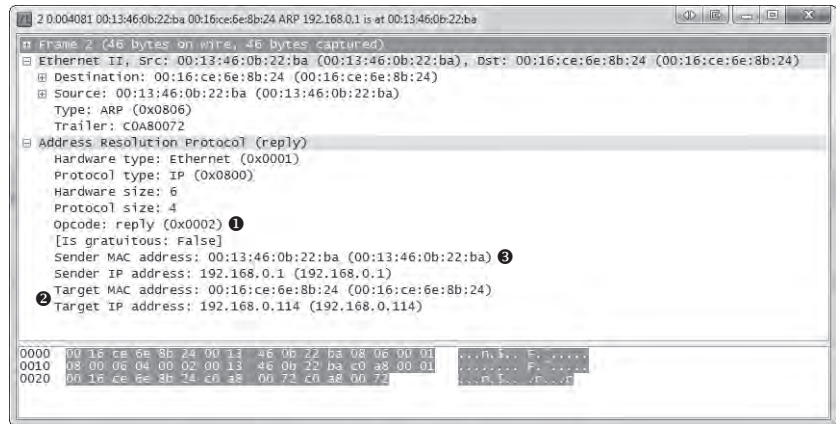 2 0.004081 00:13:46:0b:22:ba 00:16:ce:6e:8b:24 ARP 192.168.0.1 is at 00:13:46:0b:22:ba
Frame 2 (46 bytes on wire, 46 bytes captured)
Ethernet II, Src: 00:13:46:0b:22:ba (00:13:46:0b:22:ba), Dst: 00:16:ce:6e:8b:24 (00:16:ce:6e:8b:24)
Destination: 00:16:ce:6e:8b:24 (00:16:ce:6e:8b:24)
Source: 00:13:46:0b:22:ba (00:13:46:0b:22:ba)
Type: ARP (0x0806)
Trailer: C0A80072
Address Resolution Protocol (reply)
Hardware type: Ethernet (0x0001)
Protocol type: IP (0x0800)
Hardware size: 6
Protocol size: 4
Opcode: reply (0x0002) ❶
[Is gratuitous: False]
Sender MAC address: 00:13:46:0b:22:ba (00:13:46:0b:22:ba) ❸
Sender IP address: 192.168.0.1 (192.168.0.1)
Target MAC address: 00:16:ce:6e:8b:24 (00:16:ce:6e:8b:24)
❷ Target IP address: 192.168.0.114 (192.168.0.114)
0000 00 16 ce 6e 8b 24 00 13 46 0b 22 ba 08 06 00 01 ...n.$.. F.".....
0010 08 00 06 04 00 02 00 13 46 0b 22 ba c0 a8 00 01 ........ F.".....
0020 00 16 ce 6e 8b 24 c0 a8 00 72 c0 a8 00 72 ...n.$.. .r...r